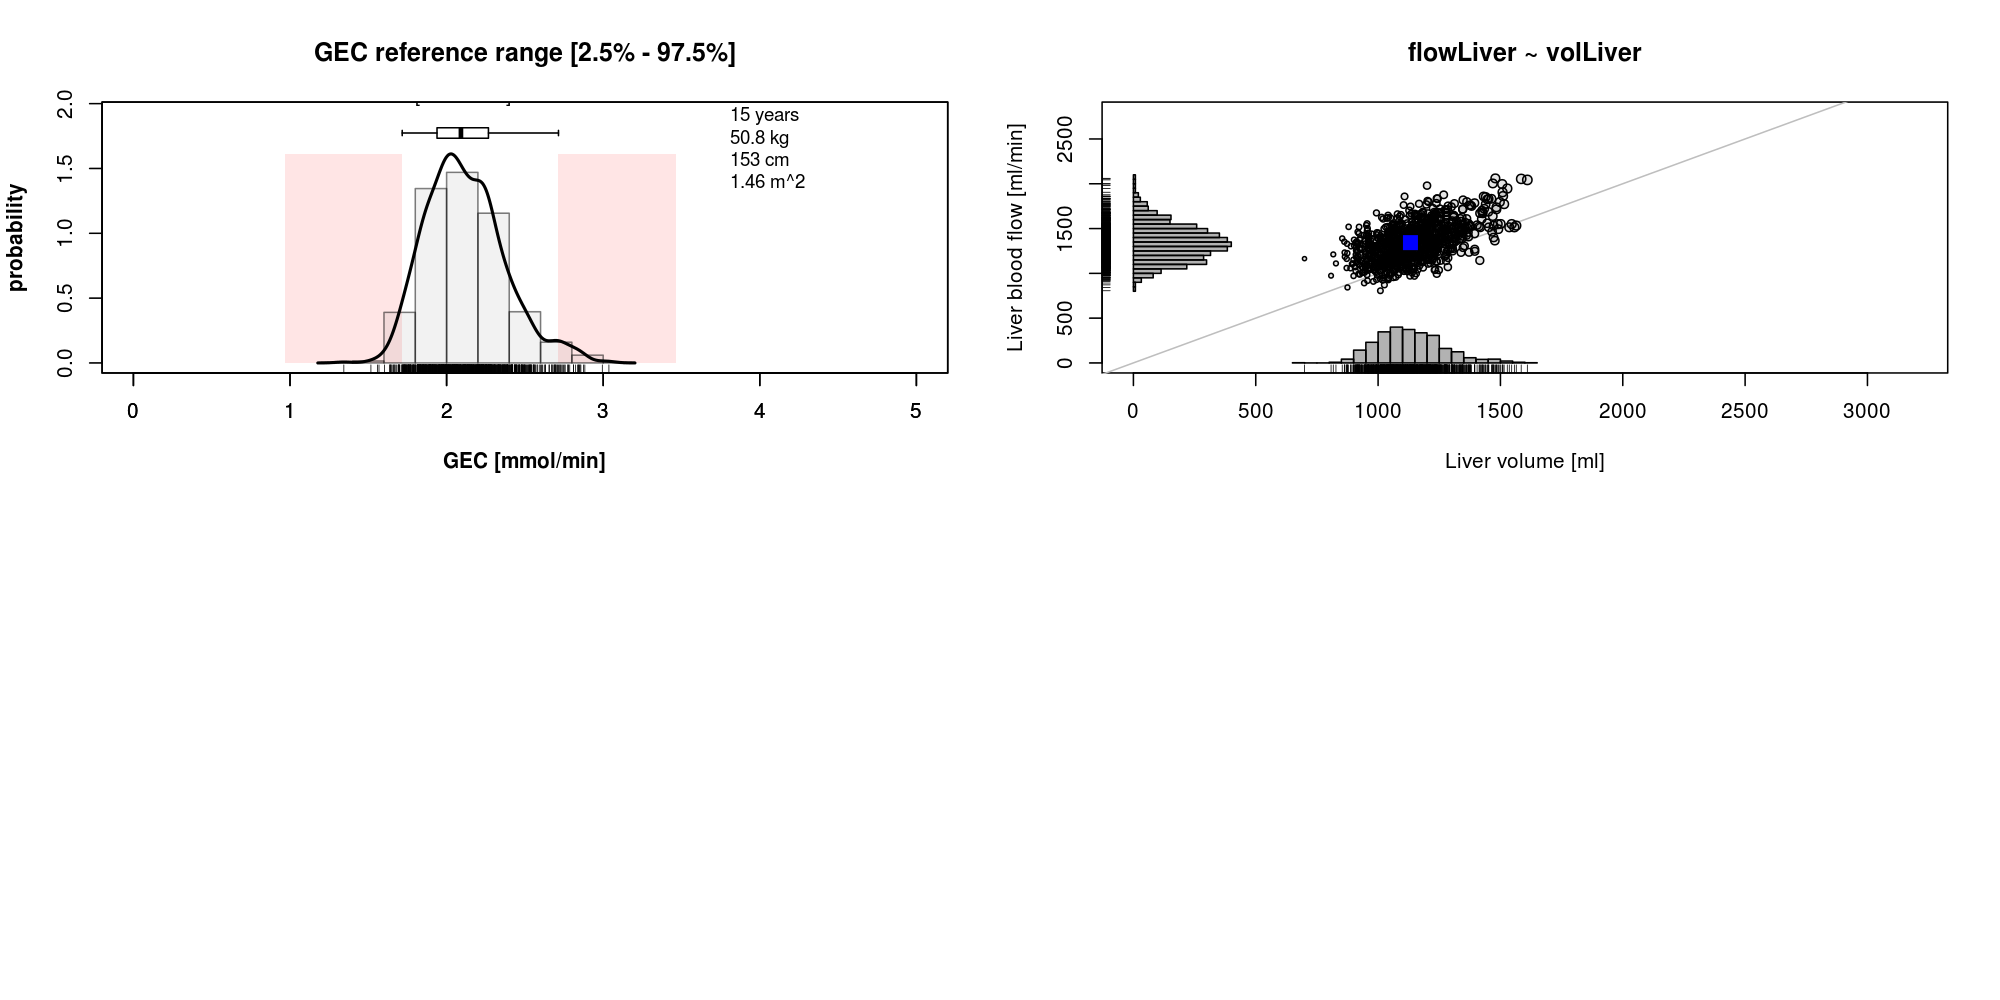 GEC reference range [2.5% - 97.5%]
15 years
50.8 kg
153 cm
1.46 m^2
probability
0.0
0.5
1.0
1.5
2.0
0 1 2 3 4 5
GEC [mmol/min]
flowLiver ~ volLiver
Liver blood flow [ml/min]
0
500
1500
2500
0 500 1000 1500 2000 2500 3000
Liver volume [ml]